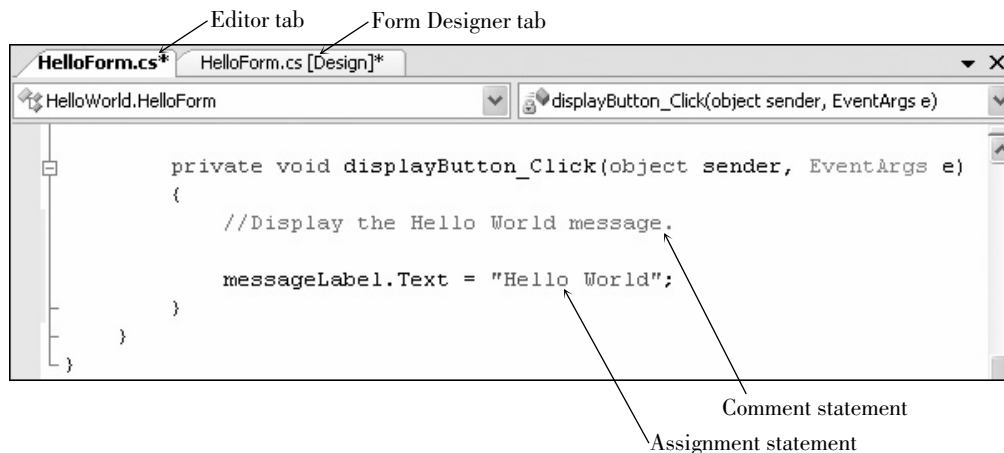 Editor tab Form Designer tab
HelloForm.cs* HelloForm.cs [Design]*
HelloWorld.HelloForm displayButton_Click(object sender, EventArgs e)
private void displayButton_Click(object sender, EventArgs e)
{
//Display the Hello World message.
messageLabel.Text = "Hello World";
}
}
}
Comment statement
Assignment statement